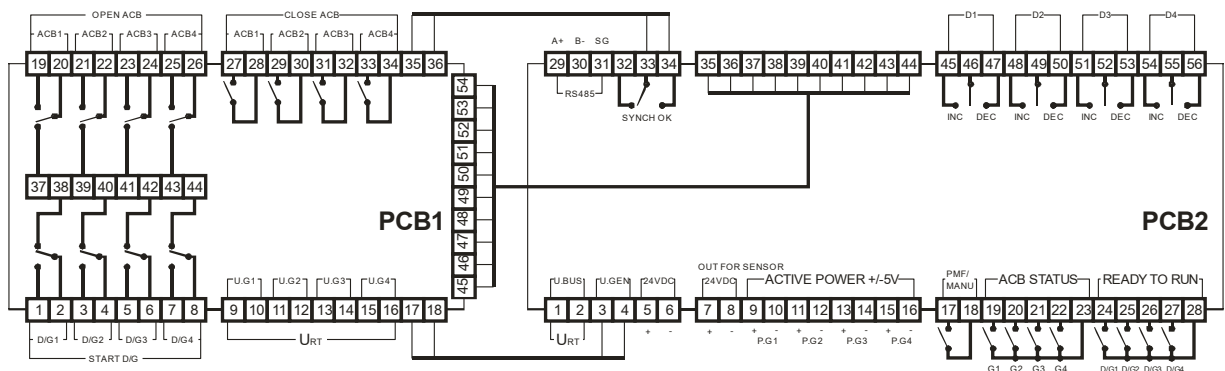 OPEN ACB CLOSE ACB D1 D2 D3 D4
ACB1 ACB2 ACB3 ACB4 ACB1 ACB2 ACB3 ACB4 A+ B- SG
19 20 21 22 23 24 25 26 27 28 29 30 31 32 33 34 35 36 29 30 31 32 33 34 35 36 37 38 39 40 41 42 43 44 45 46 47 48 49 50 51 52 53 54 55 56
RS485
SYNCH OK
INC DEC INC DEC INC DEC INC DEC
54
53
52
51
50
49
48
47
46
45
37 38 39 40 41 42 43 44
PCB1 PCB2
U.G1 U.G2 U.G3 U.G4 U.BUS U.GEN 24VDC
OUT FOR SENSOR
24VDC ACTIVE POWER +/-5V
PMF/
MANU
ACB STATUS READY TO RUN
1 2 3 4 5 6 7 8 9 10 11 12 13 14 15 16 17 18 1 2 3 4 5 6 7 8 9 10 11 12 13 14 15 16 17 18 19 20 21 22 23 24 25 26 27 28
D/G1 D/G2 D/G3 D/G4 URT URT + - + - + - + - + - + -
P.G1 P.G2 P.G3 P.G4
START D/G
G1 G2 G3 G4 D/G1 D/G2 D/G3 D/G4